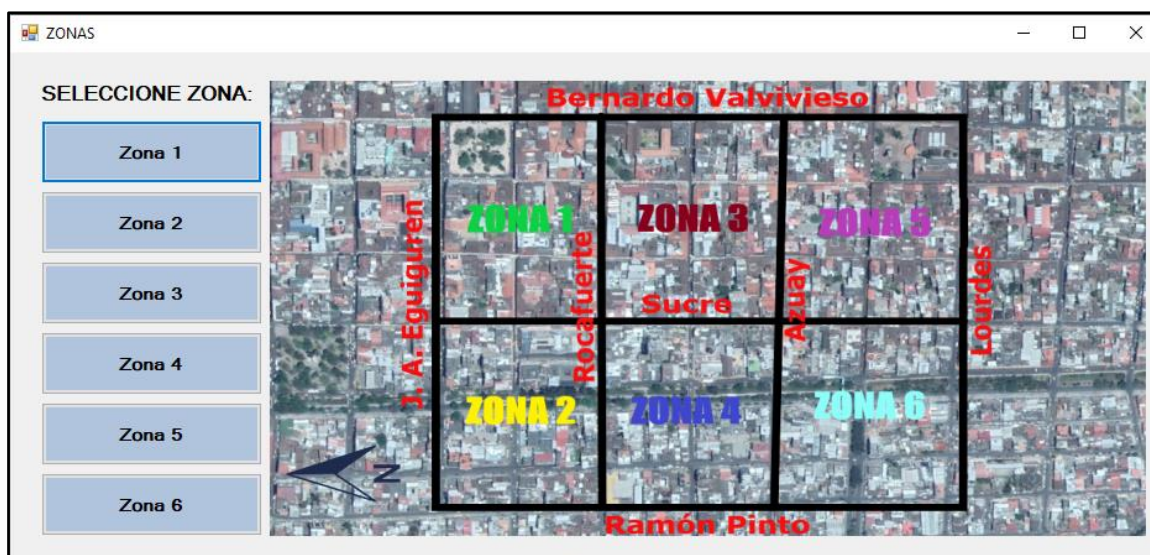 ZONAS
SELECCIONE ZONA:
Zona 1
Zona 2
Zona 3
Zona 4
Zona 5
Zona 6
Bernardo Valvivieso
J. A. Eguiguren
ZONA 1
Rocafuerte
ZONA 3
Sucre
Azuay
ZONA 5
Lourdes
ZONA 2
ZONA 4
ZONA 6
N
Ramón Pinto